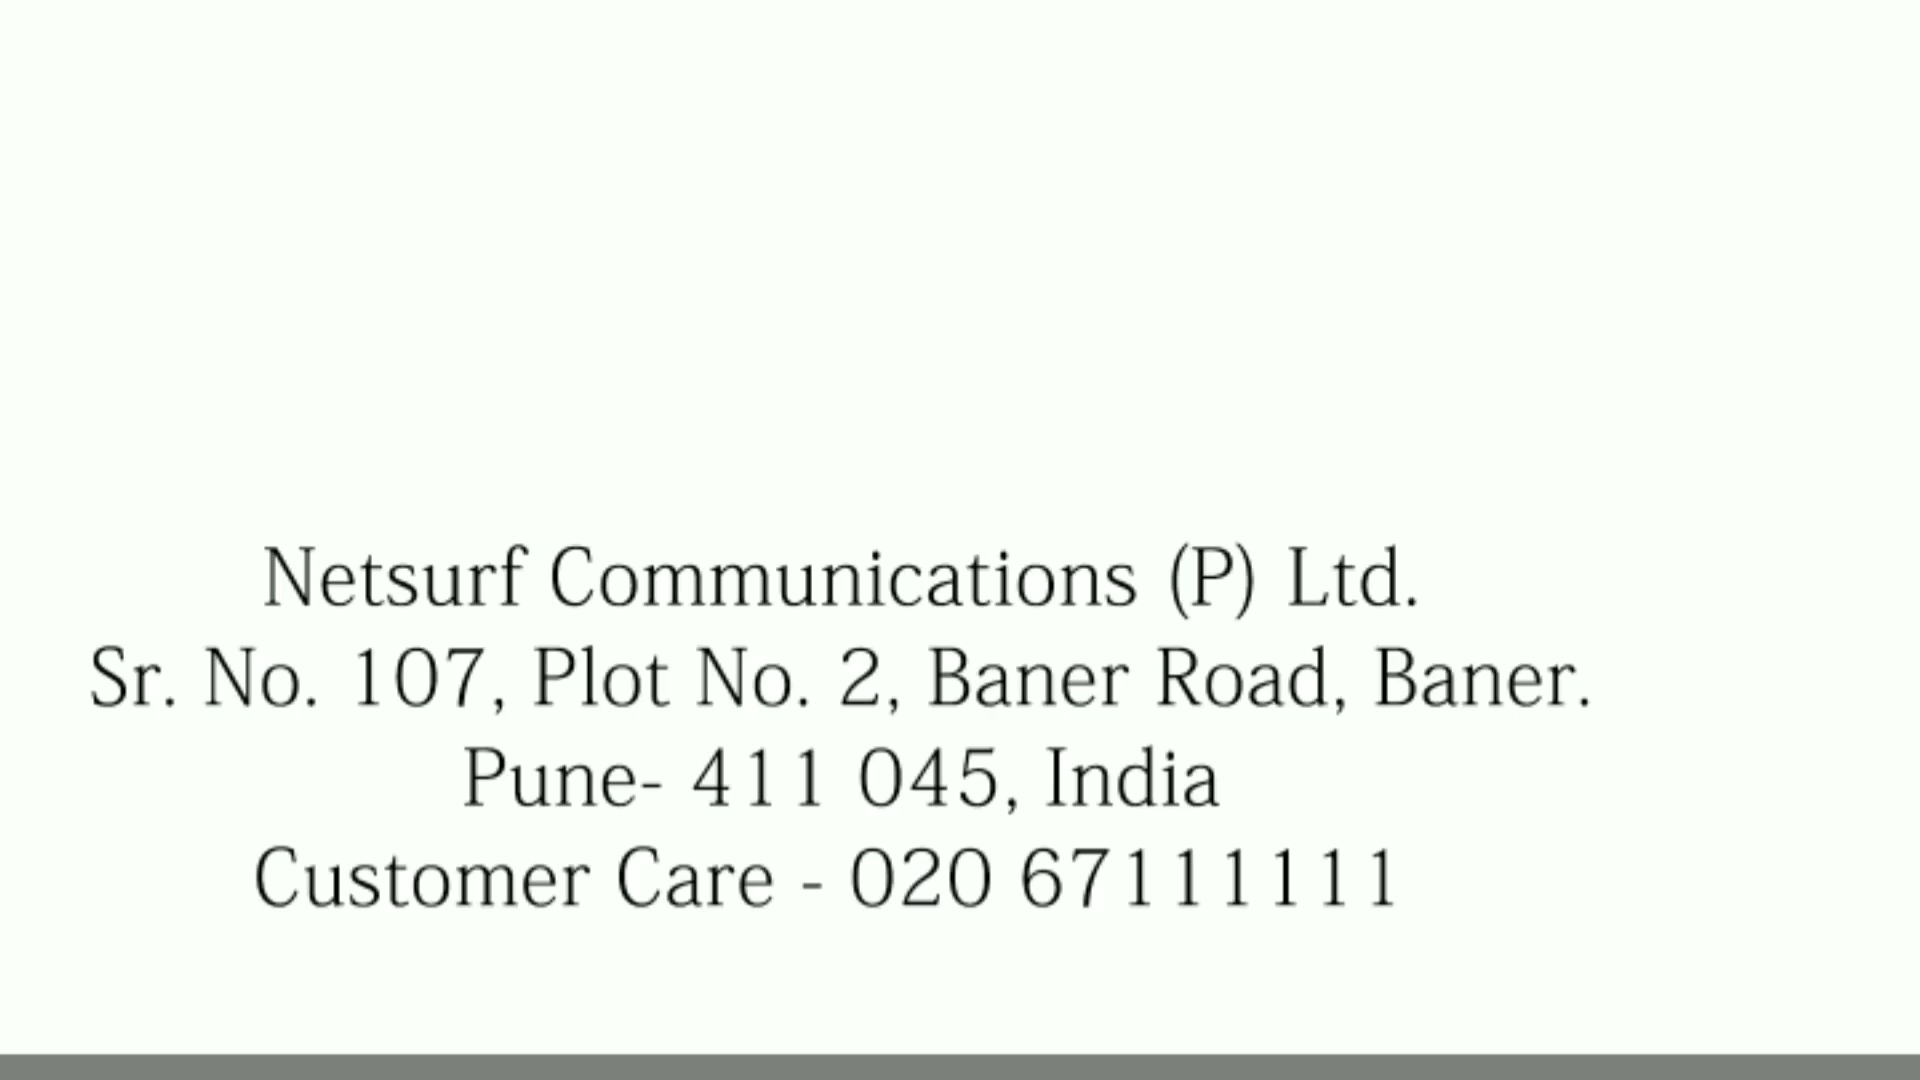 Netsurf Communications (P) Ltd.
Sr. No. 107, Plot No. 2, Baner Road, Baner.
Pune- 411 045, India
Customer Care - 020 67111111